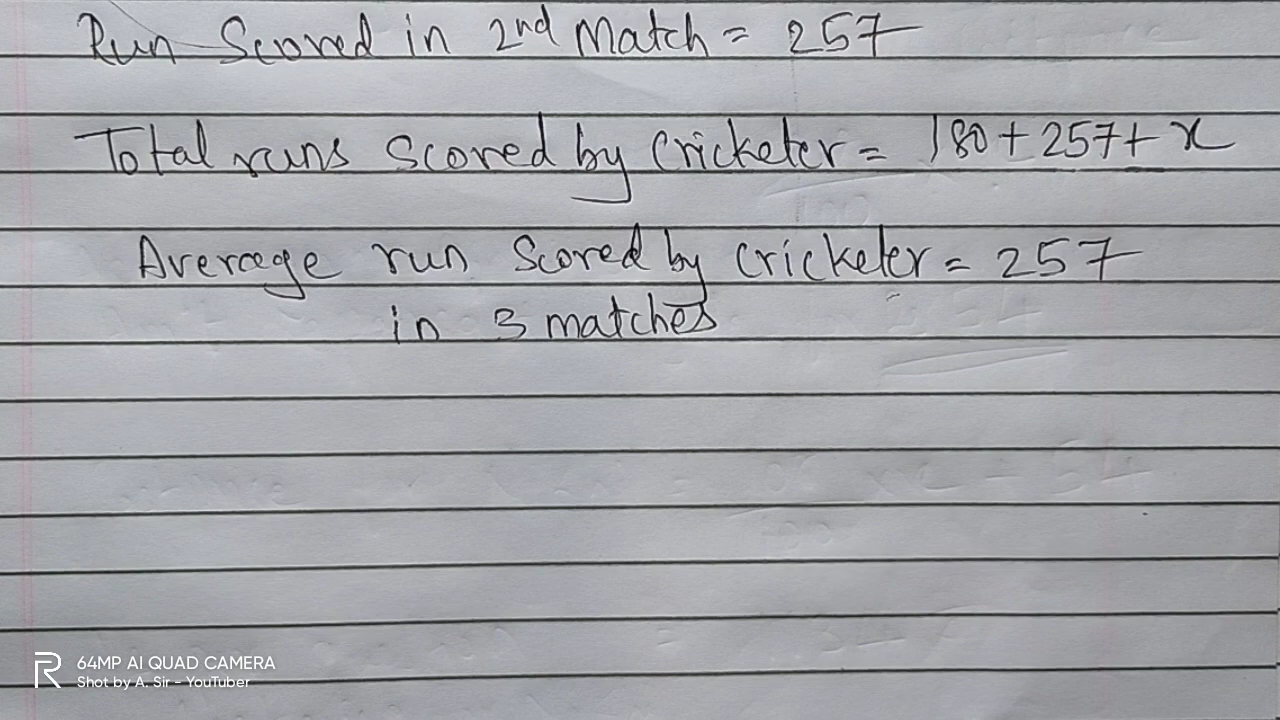 Run Scored in 2nd Match = 257
Total runs scored by Cricketer = 180 + 257 + x
Average run Scored by cricketer = 257
in 3 matches
64MP AI QUAD CAMERA
Shot by A. Sir - YouTuber